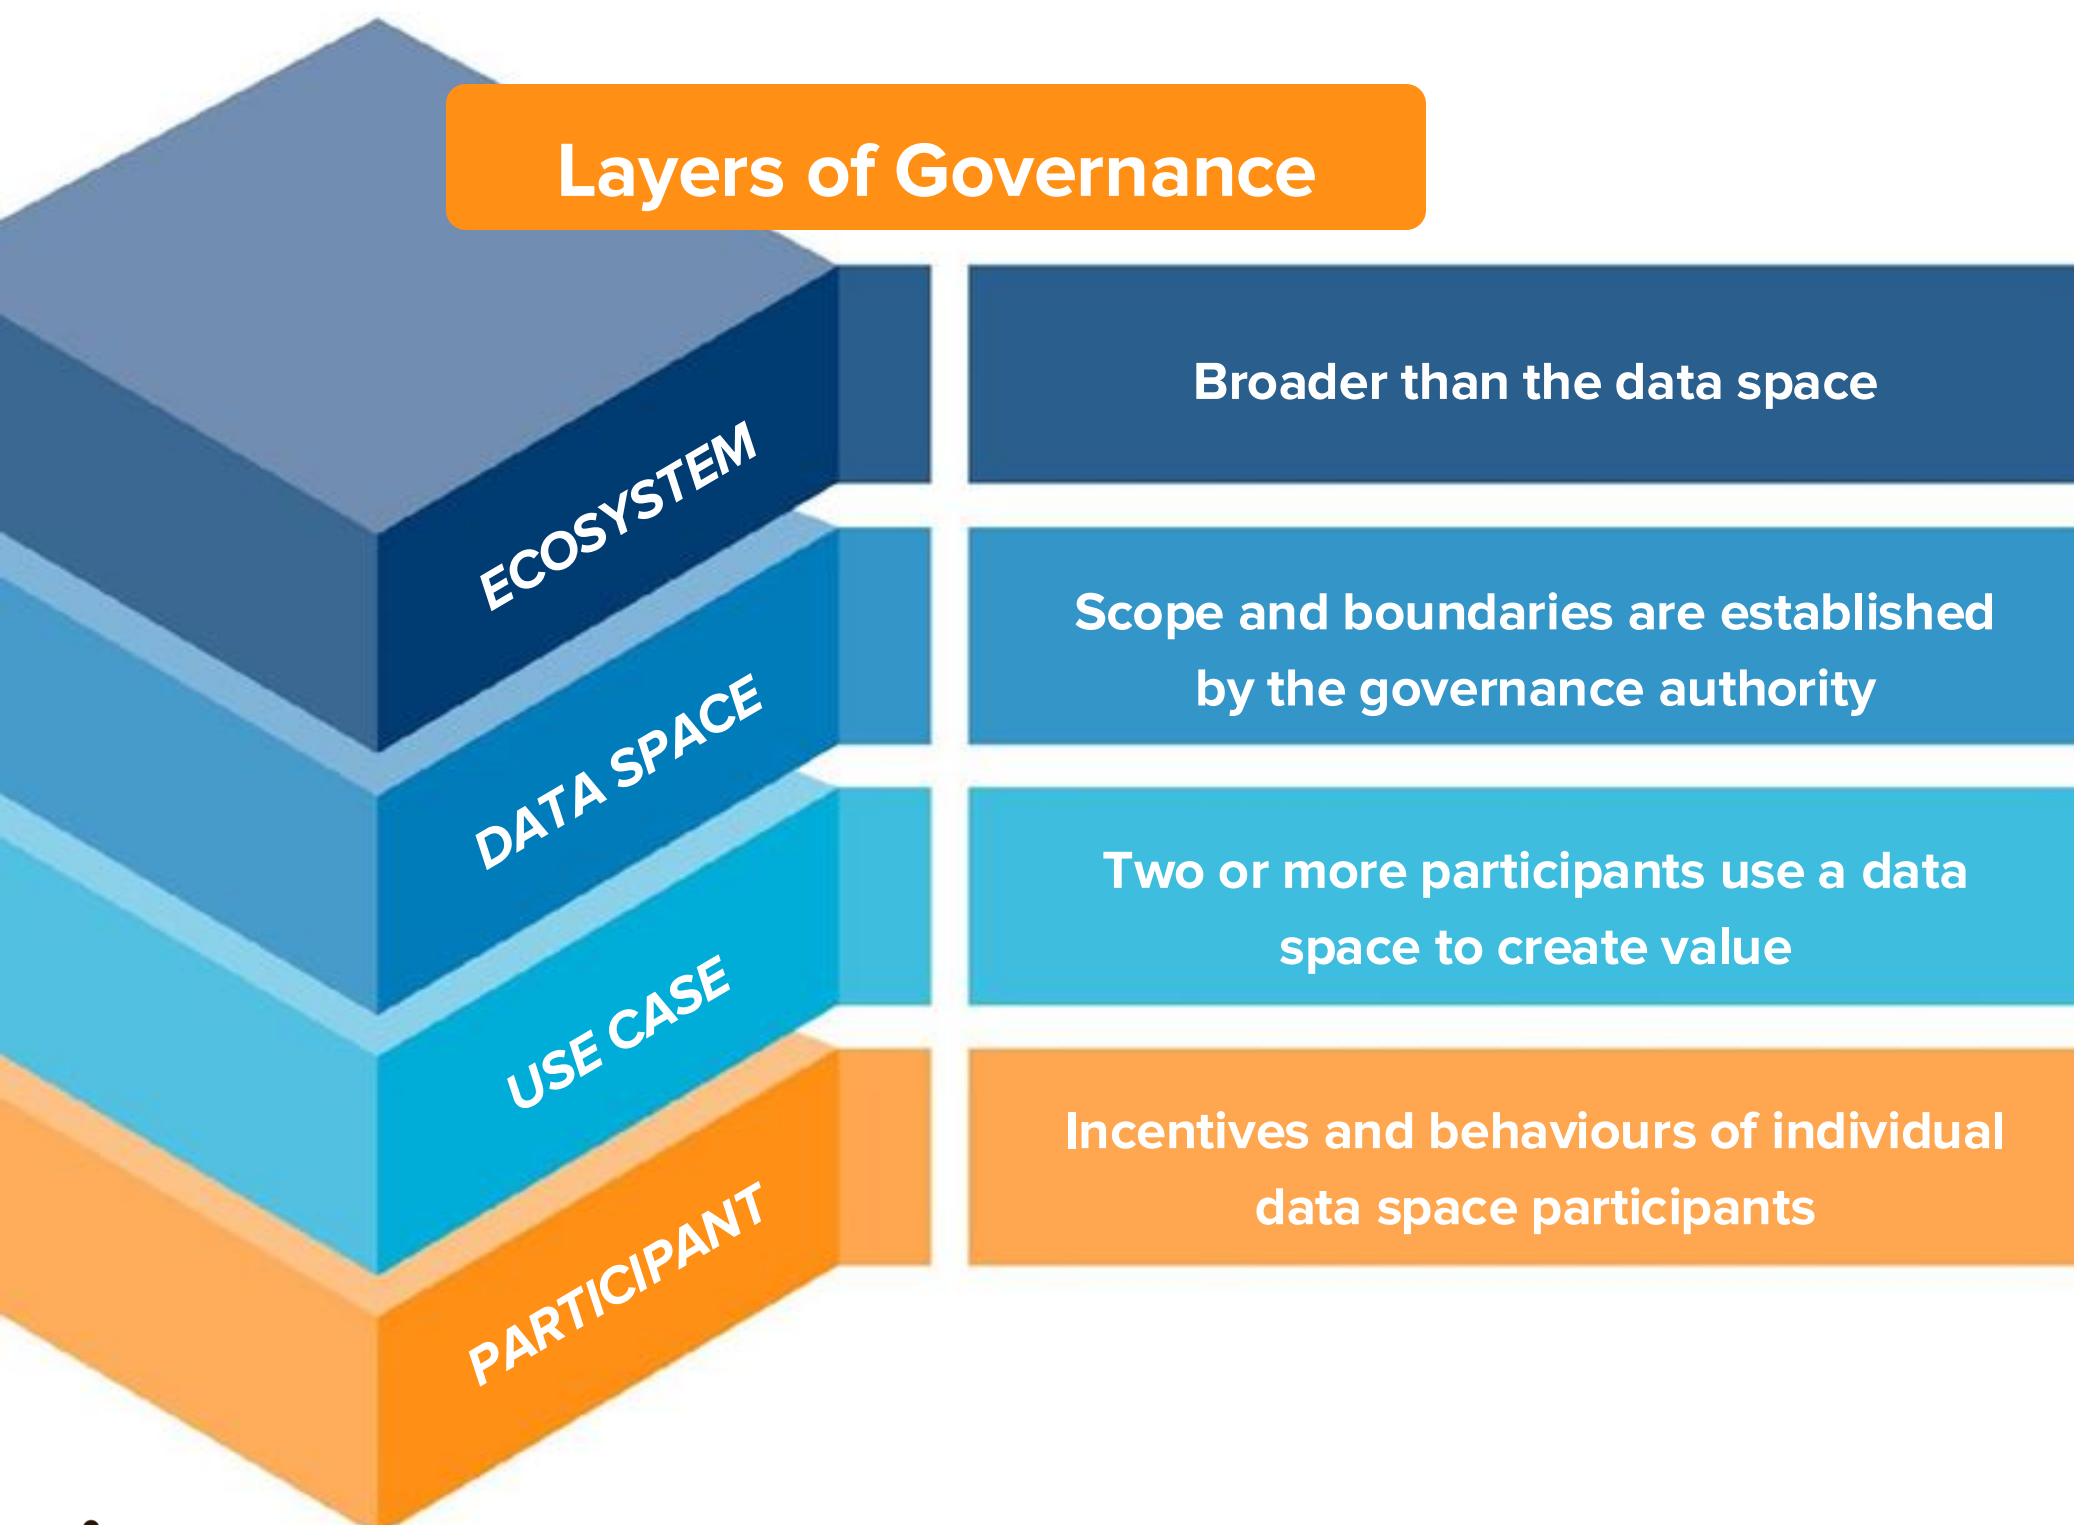 Layers of Governance
ECOSYSTEM
Broader than the data space
DATA SPACE
Scope and boundaries are established
by the governance authority
USE CASE
Two or more participants use a data
space to create value
PARTICIPANT
Incentives and behaviours of individual
data space participants